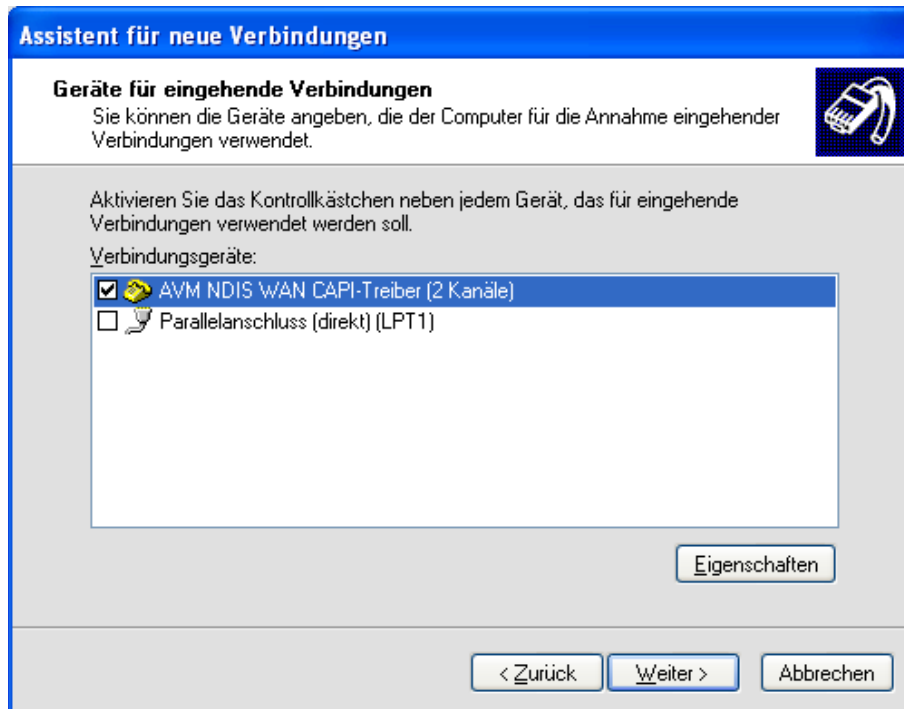 Assistent für neue Verbindungen
Geräte für eingehende Verbindungen
Sie können die Geräte angeben, die der Computer für die Annahme eingehender
Verbindungen verwendet.
Aktivieren Sie das Kontrollkästchen neben jedem Gerät, das für eingehende
Verbindungen verwendet werden soll.
Verbindungsgeräte:
AVM NDIS WAN CAPI-Treiber (2 Kanäle)
Parallelanschluss (direkt) (LPT1)
Eigenschaften
< Zurück Weiter > Abbrechen